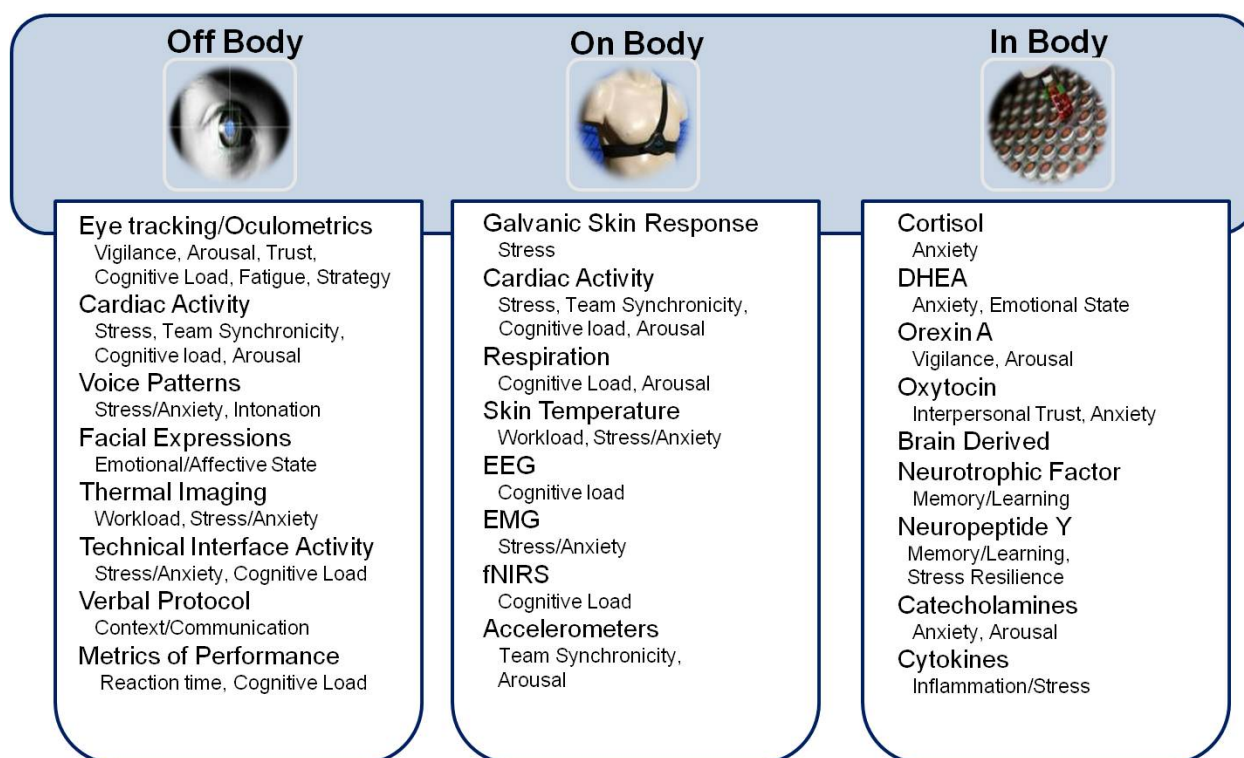 Off Body
Eye tracking/Oculometrics
Vigilance, Arousal, Trust,
Cognitive Load, Fatigue, Strategy
Cardiac Activity
Stress, Team Synchronicity,
Cognitive load, Arousal
Voice Patterns
Stress/Anxiety, Intonation
Facial Expressions
Emotional/Affective State
Thermal Imaging
Workload, Stress/Anxiety
Technical Interface Activity
Stress/Anxiety, Cognitive Load
Verbal Protocol
Context/Communication
Metrics of Performance
Reaction time, Cognitive Load
On Body
Galvanic Skin Response
Stress
Cardiac Activity
Stress, Team Synchronicity,
Cognitive load, Arousal
Respiration
Cognitive Load, Arousal
Skin Temperature
Workload, Stress/Anxiety
EEG
Cognitive load
EMG
Stress/Anxiety
fNIRS
Cognitive Load
Accelerometers
Team Synchronicity,
Arousal
In Body
Cortisol
Anxiety
DHEA
Anxiety, Emotional State
Orexin A
Vigilance, Arousal
Oxytocin
Interpersonal Trust, Anxiety
Brain Derived
Neurotrophic Factor
Memory/Learning
Neuropeptide Y
Memory/Learning,
Stress Resilience
Catecholamines
Anxiety, Arousal
Cytokines
Inflammation/Stress